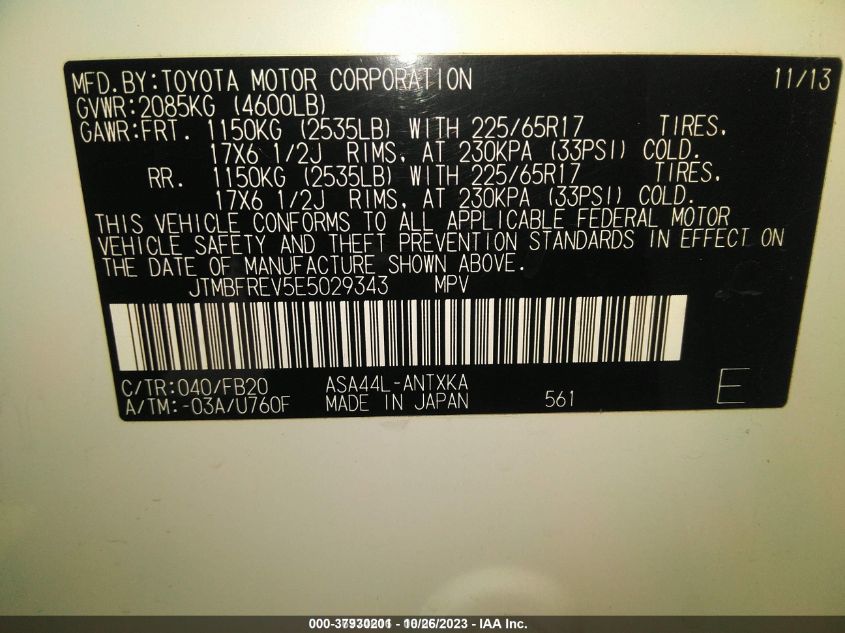 MFD.BY:TOYOTA MOTOR CORPORATION 11/13
GVWR:2085KG (4600LB)
GAWR:FRT. 1150KG (2535LB) WITH 225/65R17 TIRES,
17X6 1/2J RIMS, AT 230KPA (33PSI) COLD.
RR. 1150KG (2535LB) WITH 225/65R17 TIRES,
17X6 1/2J RIMS, AT 230KPA (33PSI) COLD.
THIS VEHICLE CONFORMS TO ALL APPLICABLE FEDERAL MOTOR
VEHICLE SAFETY AND THEFT PREVENTION STANDARDS IN EFFECT ON
THE DATE OF MANUFACTURE SHOWN ABOVE.
JTMBFREV5E5029343 MPV
C/TR:040/FB20 ASA44L-ANTXKA
A/TM:-03A/U760F MADE IN JAPAN 561 E
000-37930201 - 10/26/2023 - IAA Inc.